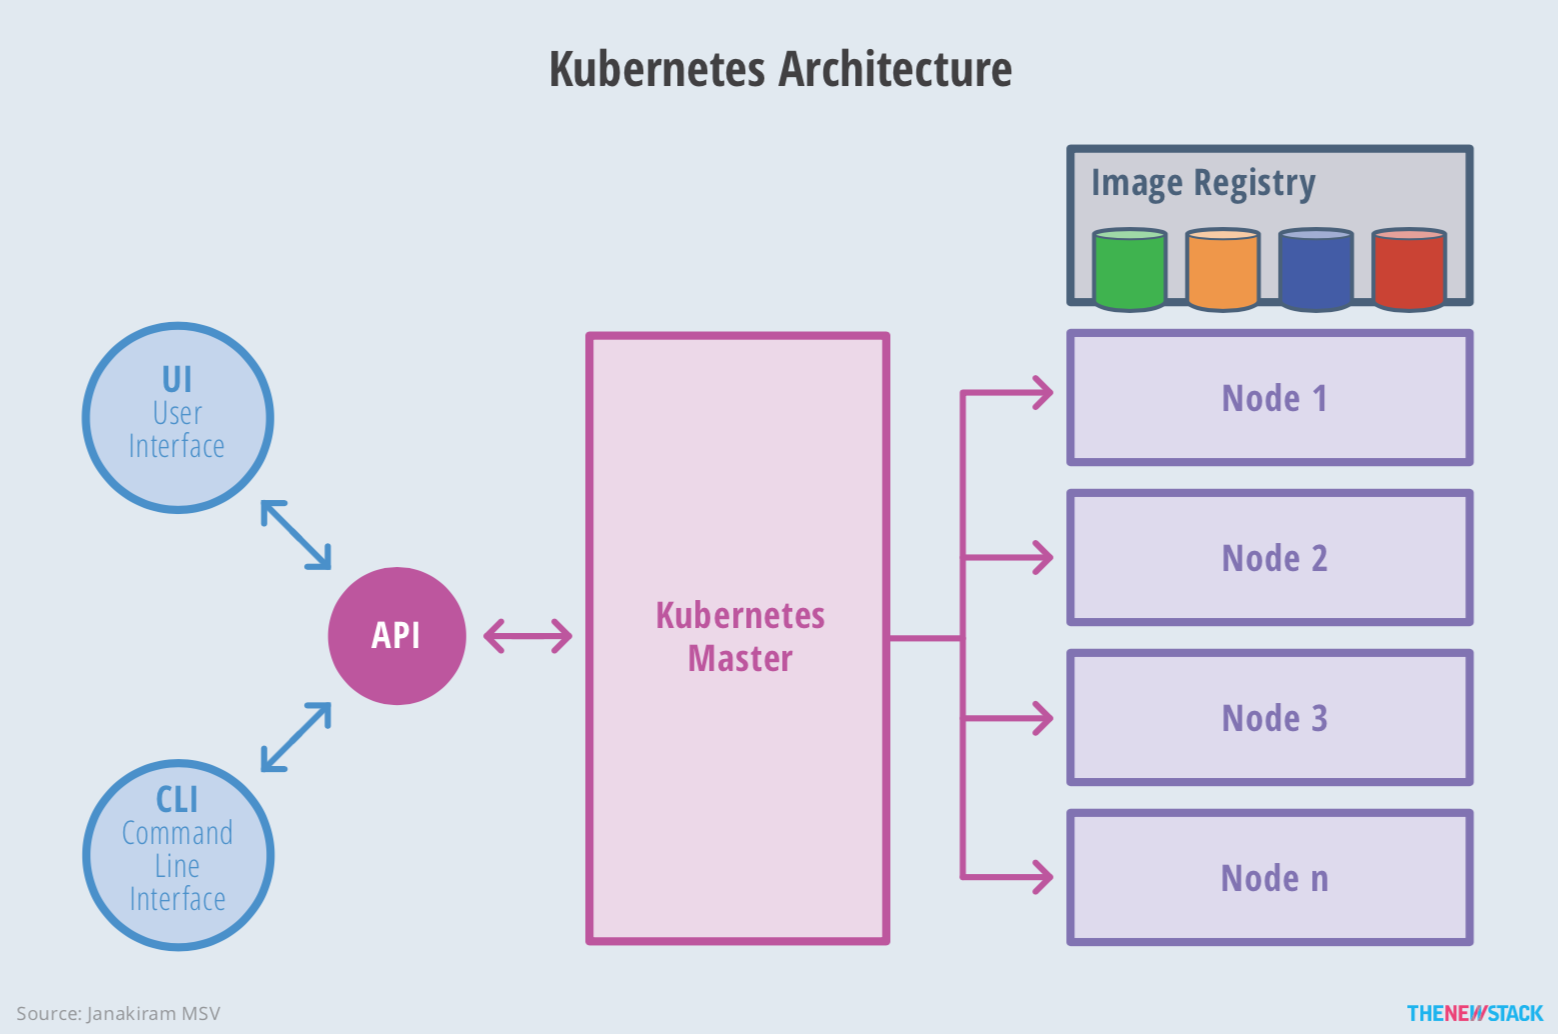 Kubernetes Architecture
Image Registry
UI
User
Interface
API
CLI
Command
Line
Interface
Kubernetes
Master
Node 1
Node 2
Node 3
Node n
Source: Janakiram MSV
THENEWSTACK